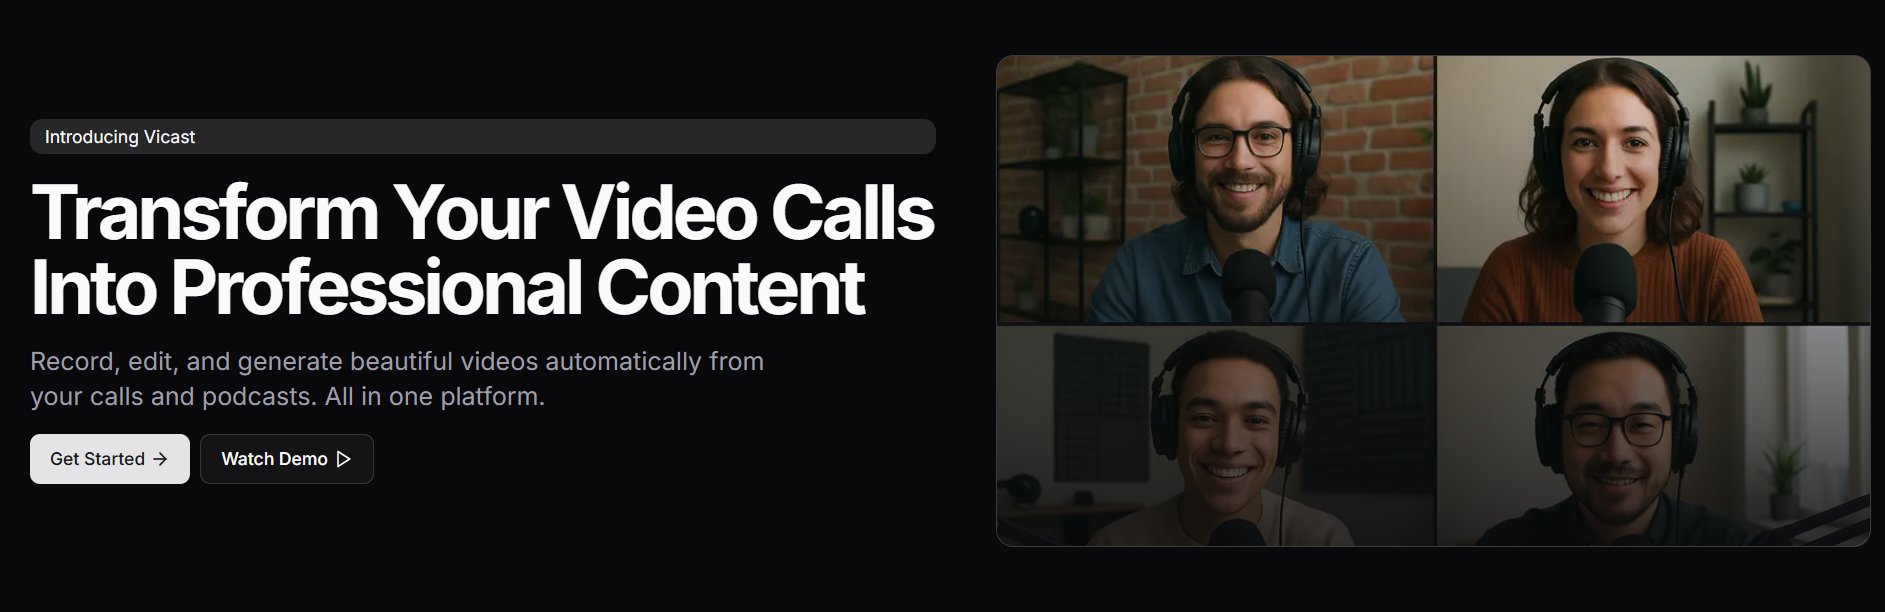 Introducing Vicast
Transform Your Video Calls
Into Professional Content
Record, edit, and generate beautiful videos automatically from
your calls and podcasts. All in one platform.
Get Started
Watch Demo